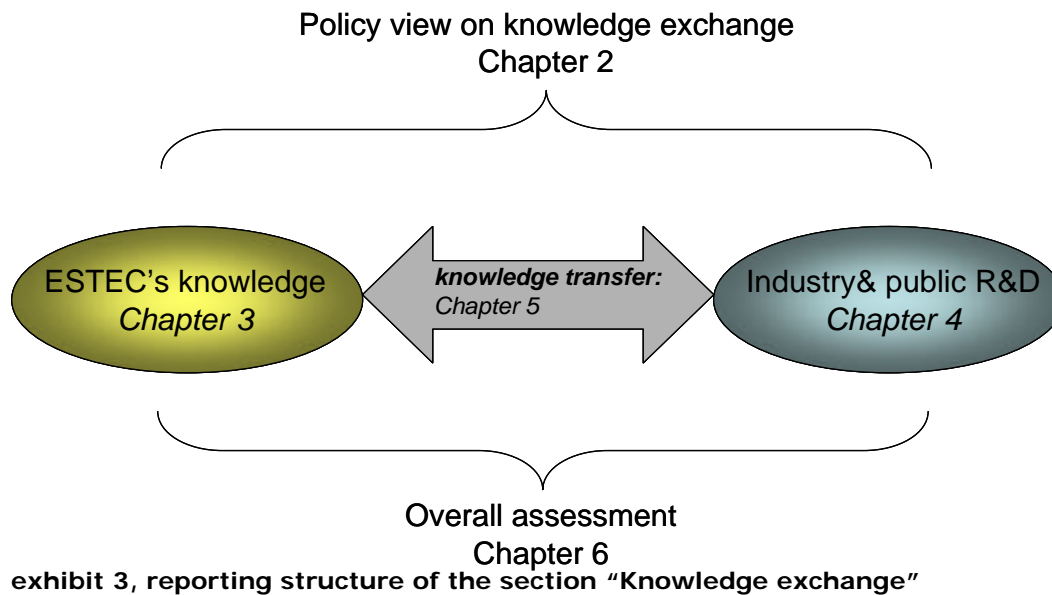 Policy view on knowledge exchange
Chapter 2
ESTEC's knowledge
Chapter 3
knowledge transfer:
Chapter 5
Industry& public R&D
Chapter 4
Overall assessment
Chapter 6
exhibit 3, reporting structure of the section “Knowledge exchange”